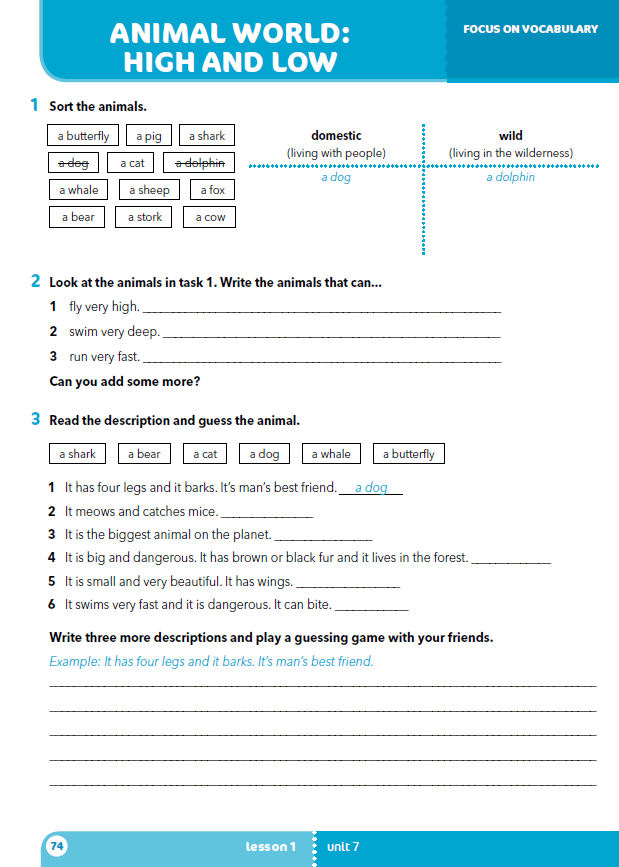 ANIMAL WORLD:
HIGH AND LOW
FOCUS ON VOCABULARY
1 Sort the animals.
a butterfly a pig a shark
a dog a cat a dolphin
a whale a sheep a fox
a bear a stork a cow
domestic wild
(living with people) (living in the wilderness)
a dog a dolphin
2 Look at the animals in task 1. Write the animals that can...
1 fly very high.
2 swim very deep.
3 run very fast.
Can you add some more?
3 Read the description and guess the animal.
a shark a bear a cat a dog a whale a butterfly
1 It has four legs and it barks. It's man's best friend. a dog
2 It meows and catches mice.
3 It is the biggest animal on the planet.
4 It is big and dangerous. It has brown or black fur and it lives in the forest.
5 It is small and very beautiful. It has wings.
6 It swims very fast and it is dangerous. It can bite.
Write three more descriptions and play a guessing game with your friends.
Example: It has four legs and it barks. It's man's best friend.
74 lesson 1 unit 7